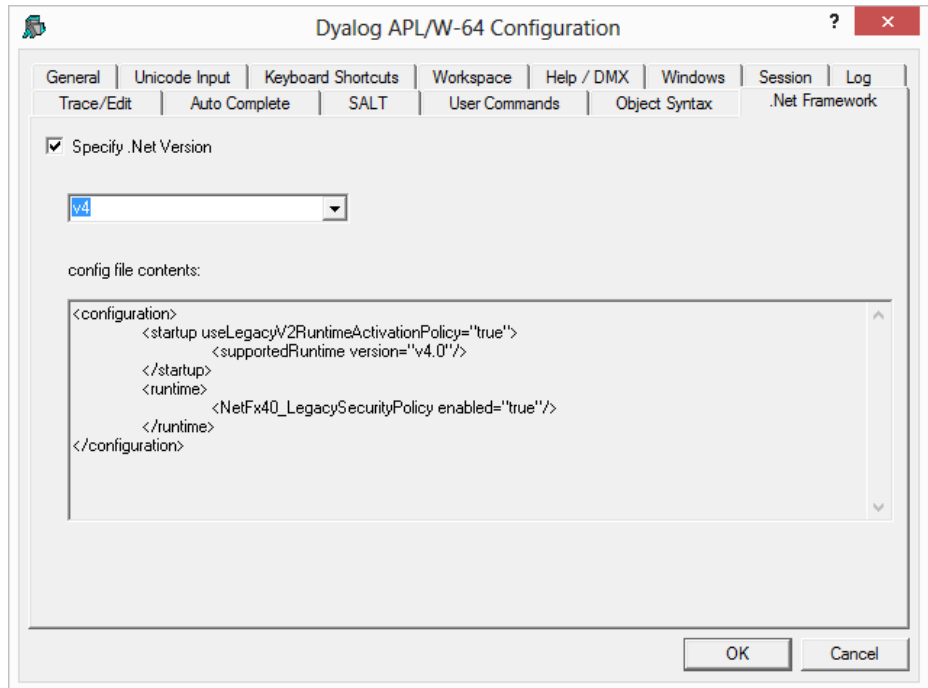 Dyalog APL/W-64 Configuration ? ×
General Unicode Input Keyboard Shortcuts Workspace Help / DMX Windows Session Log
Trace/Edit Auto Complete SALT User Commands Object Syntax .Net Framework
Specify .Net Version
v4
config file contents:
<configuration>
<startup useLegacyV2RuntimeActivationPolicy="true">
<supportedRuntime version="v4.0"/>
</startup>
<runtime>
<NetFx40_LegacySecurityPolicy enabled="true"/>
</runtime>
</configuration>
OK Cancel